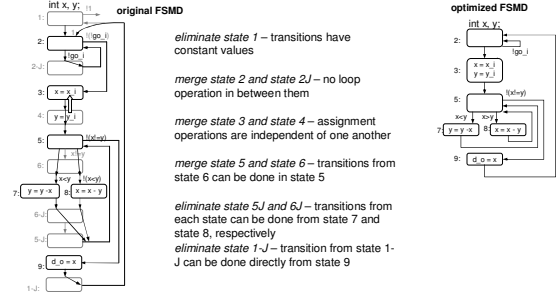 original FSMD
int x, y;
1:
!1
1
2:
!(!go_i)
!go_i
2-J:
3:
x = x_i
4:
y = y_i
5:
!(x!=y)
x!=y
6:
x<y
!(x<y)
7:
y = y -x
8:
x = x - y
6-J:
5-J:
9:
d_o = x
1-J:
eliminate state 1 – transitions have
constant values
merge state 2 and state 2J – no loop
operation in between them
merge state 3 and state 4 – assignment
operations are independent of one another
merge state 5 and state 6 – transitions from
state 6 can be done in state 5
eliminate state 5J and 6J – transitions from
each state can be done from state 7 and
state 8, respectively
eliminate state 1-J – transition from state 1-
J can be done directly from state 9
optimized FSMD
int x, y;
2:
go_i
!go_i
3:
x = x_i
y = y_i
5:
!(x!=y)
x<y
x>y
7:
y = y -x
8:
x = x - y
9:
d_o = x